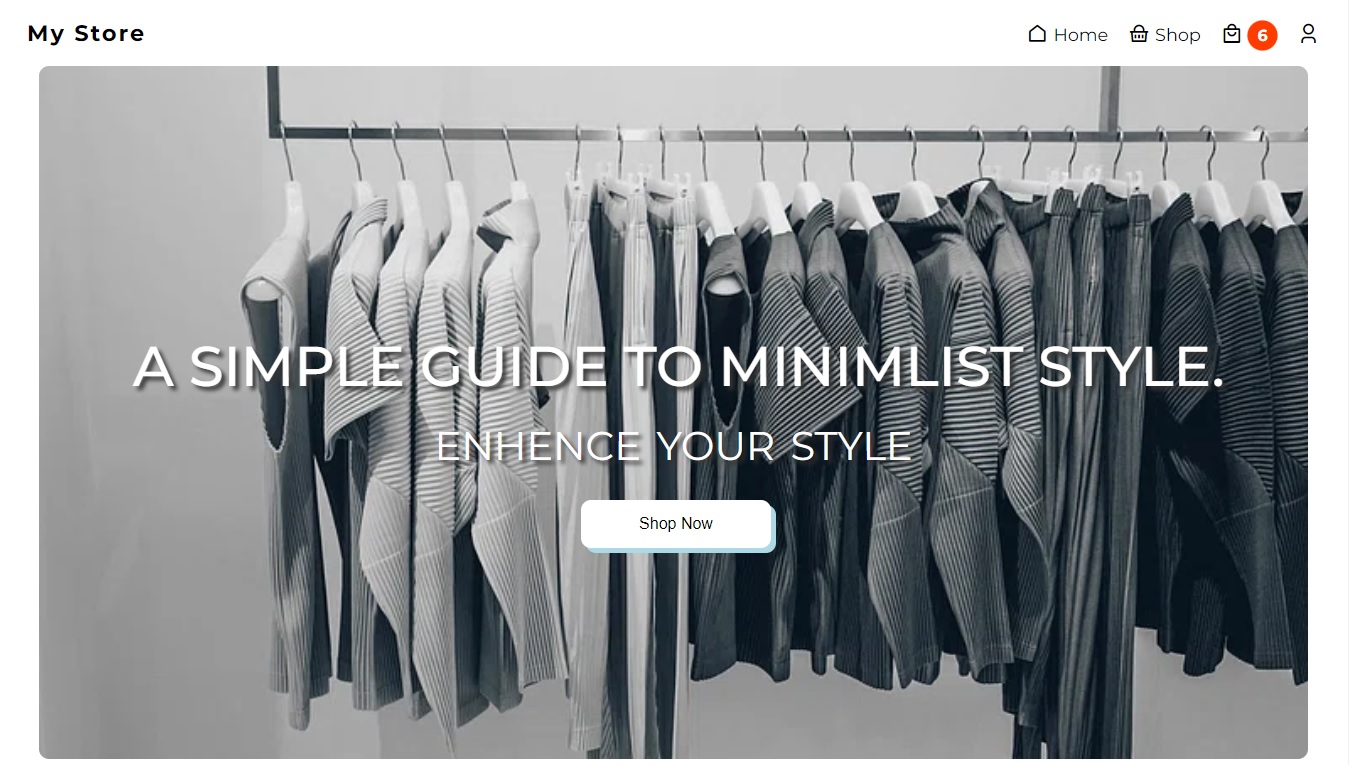 My Store
Home Shop 6
A SIMPLE GUIDE TO MINIMLIST STYLE.
ENHENCE YOUR STYLE
Shop Now